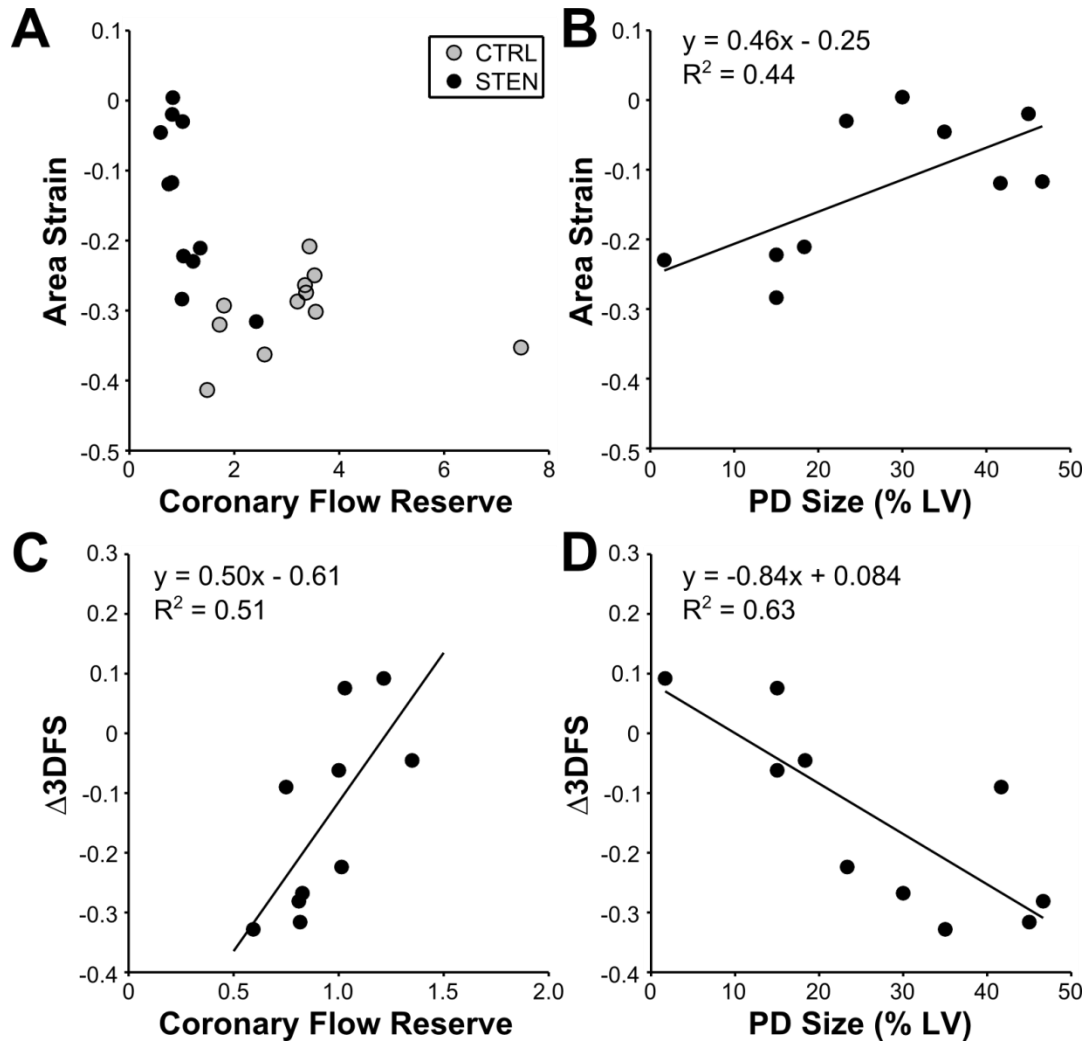 A
CTRL
STEN
0.1
0
-0.1
-0.2
-0.3
-0.4
-0.5
Area Strain
0
2
4
6
8
Coronary Flow Reserve
B
y = 0.46x - 0.25
R² = 0.44
0.1
0
-0.1
-0.2
-0.3
-0.4
-0.5
Area Strain
0
10
20
30
40
50
PD Size (% LV)
C
y = 0.50x - 0.61
R² = 0.51
0.3
0.2
0.1
0
-0.1
-0.2
-0.3
-0.4
Δ3DFS
0
0.5
1.0
1.5
2.0
Coronary Flow Reserve
D
y = -0.84x + 0.084
R² = 0.63
0.3
0.2
0.1
0
-0.1
-0.2
-0.3
-0.4
Δ3DFS
0
10
20
30
40
50
PD Size (% LV)